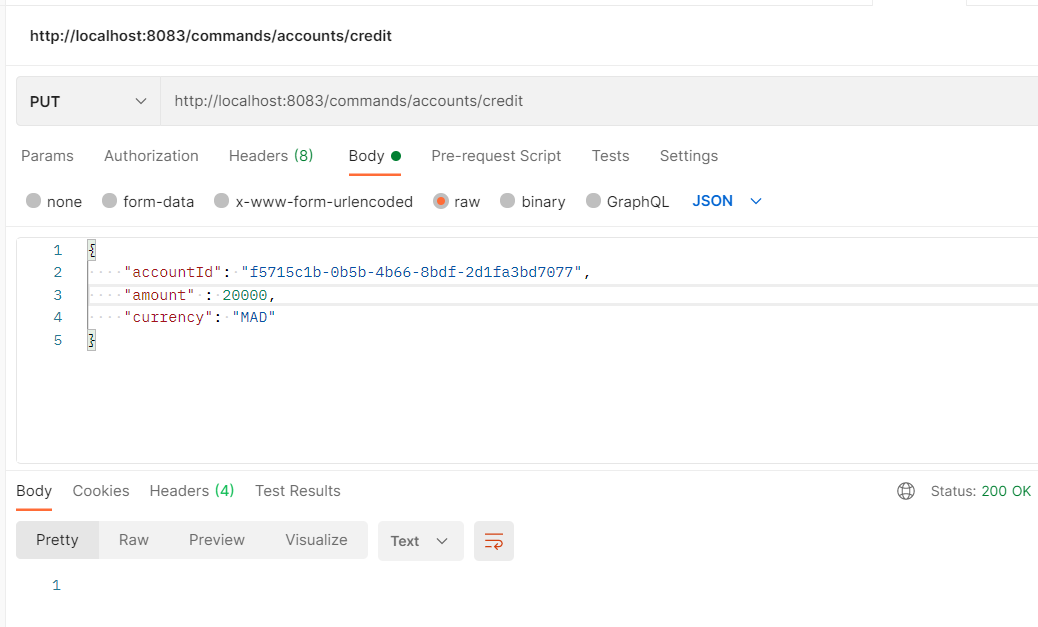 http://localhost:8083/commands/accounts/credit
PUT http://localhost:8083/commands/accounts/credit
Params Authorization Headers (8) Body Pre-request Script Tests Settings
none form-data x-www-form-urlencoded raw binary GraphQL JSON
1 {
2 ····"accountId":·"f5715c1b-0b5b-4b66-8bdf-2d1fa3bd7077",
3 ····"amount"·:·20000,
4 ····"currency":·"MAD"
5 }
Body Cookies Headers (4) Test Results Status: 200 OK
Pretty Raw Preview Visualize Text
1